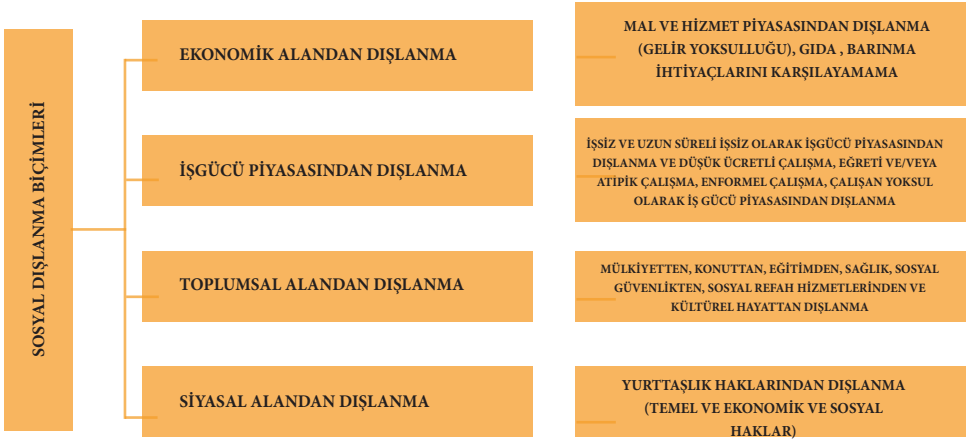 SOSYAL DIŞLANMA BİÇİMLERİ
EKONOMİK ALANDAN DIŞLANMA
MAL VE HİZMET PİYASASINDAN DIŞLANMA
(GELİR YOKSULLUĞU), GIDA , BARINMA
İHTİYAÇLARINI KARŞILAYAMAMA
İŞGÜCÜ PİYASASINDAN DIŞLANMA
İŞSİZ VE UZUN SÜRELİ İŞSİZ OLARAK İŞGÜCÜ PİYASASINDAN
DIŞLANMA VE DÜŞÜK ÜCRETLİ ÇALIŞMA, EĞRETİ VE/VEYA
ATİPİK ÇALIŞMA, ENFORMEL ÇALIŞMA, ÇALIŞAN YOKSUL
OLARAK İŞ GÜCÜ PİYASASINDAN DIŞLANMA
TOPLUMSAL ALANDAN DIŞLANMA
MÜLKİYETTEN, KONUTTAN, EĞİTİMDEN, SAĞLIK, SOSYAL
GÜVENLİKTEN, SOSYAL REFAH HİZMETLERİNDEN VE
KÜLTÜREL HAYATTAN DIŞLANMA
SİYASAL ALANDAN DIŞLANMA
YURTTAŞLIK HAKLARINDAN DIŞLANMA
(TEMEL VE EKONOMİK VE SOSYAL
HAKLAR)